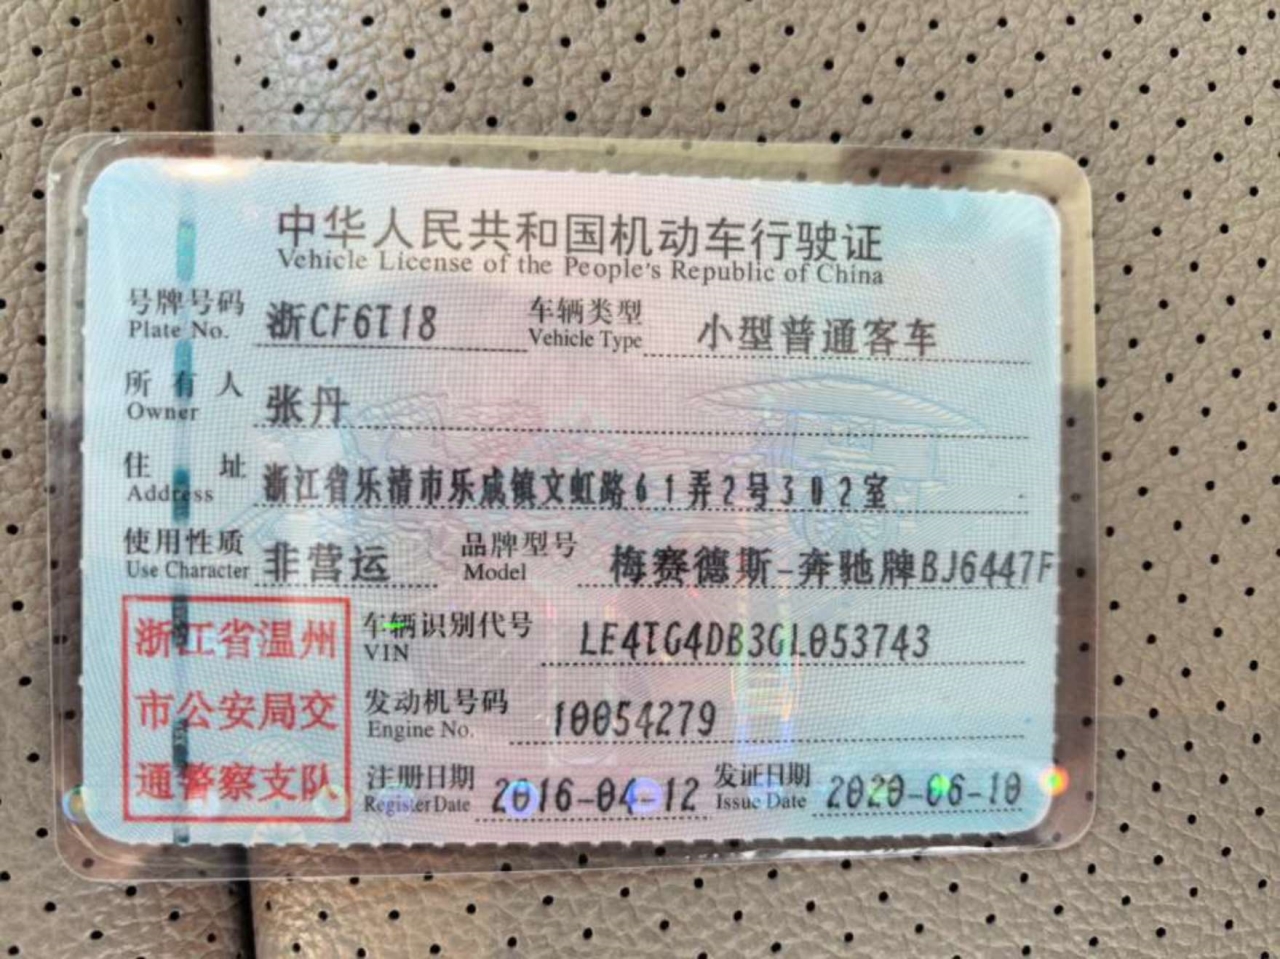 中华人民共和国机动车行驶证
Vehicle License of the People's Republic of China
号牌号码 浙CF6T18 车辆类型 小型普通客车
Plate No. Vehicle Type
所有人 张丹
Owner
住址 浙江省乐清市乐成镇文虹路61弄2号302室
Address
使用性质 非营运 品牌型号 梅赛德斯-奔驰牌BJ6447F
Use Character Model
浙江省温州
市公安局交
通警察支队
车辆识别代号 LE4TG4DB3GL053743
VIN
发动机号码 10054279
Engine No.
注册日期 2016-04-12 发证日期 2020-06-10
Register Date Issue Date